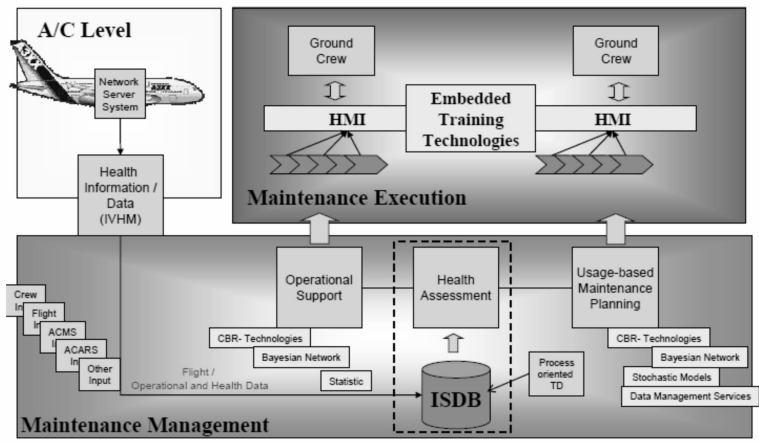 A/C Level
Network
Server
System
A3XX
Health
Information /
Data
(IVHM)
Ground
Crew
Ground
Crew
HMI
Embedded
Training
Technologies
HMI
Maintenance Execution
Operational
Support
Health
Assessment
Usage-based
Maintenance
Planning
Crew
Flight
ACMS
ACARS
Other
Input
CBR- Technologies
Bayesian Network
Statistic
Flight /
Operational and Health Data
ISDB
Process
oriented
TD
CBR- Technologies
Bayesian Network
Stochastic Models
Data Management Services
Maintenance Management